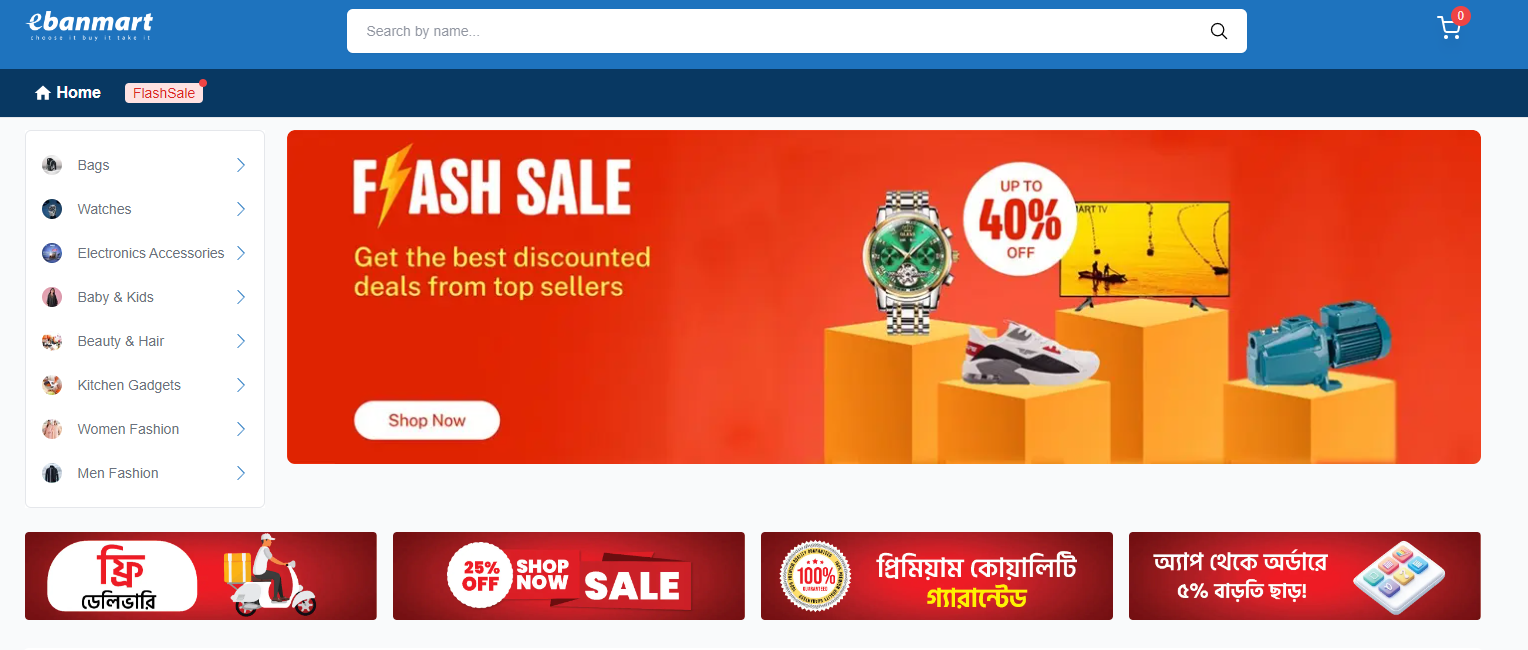 ebanmart
choose it buy it take it
Search by name...
0
Home
FlashSale
Bags
Watches
Electronics Accessories
Baby & Kids
Beauty & Hair
Kitchen Gadgets
Women Fashion
Men Fashion
FLASH SALE
Get the best discounted
deals from top sellers
Shop Now
UP TO
40%
OFF
SMART TV
ফ্রি
ডেলিভারি
25%
OFF
SHOP
NOW
SALE
100%
GUARANTEE
প্রিমিয়াম কোয়ালিটি
গ্যারান্টেড
অ্যাপ থেকে অর্ডারে
৫% বাড়তি ছাড়!